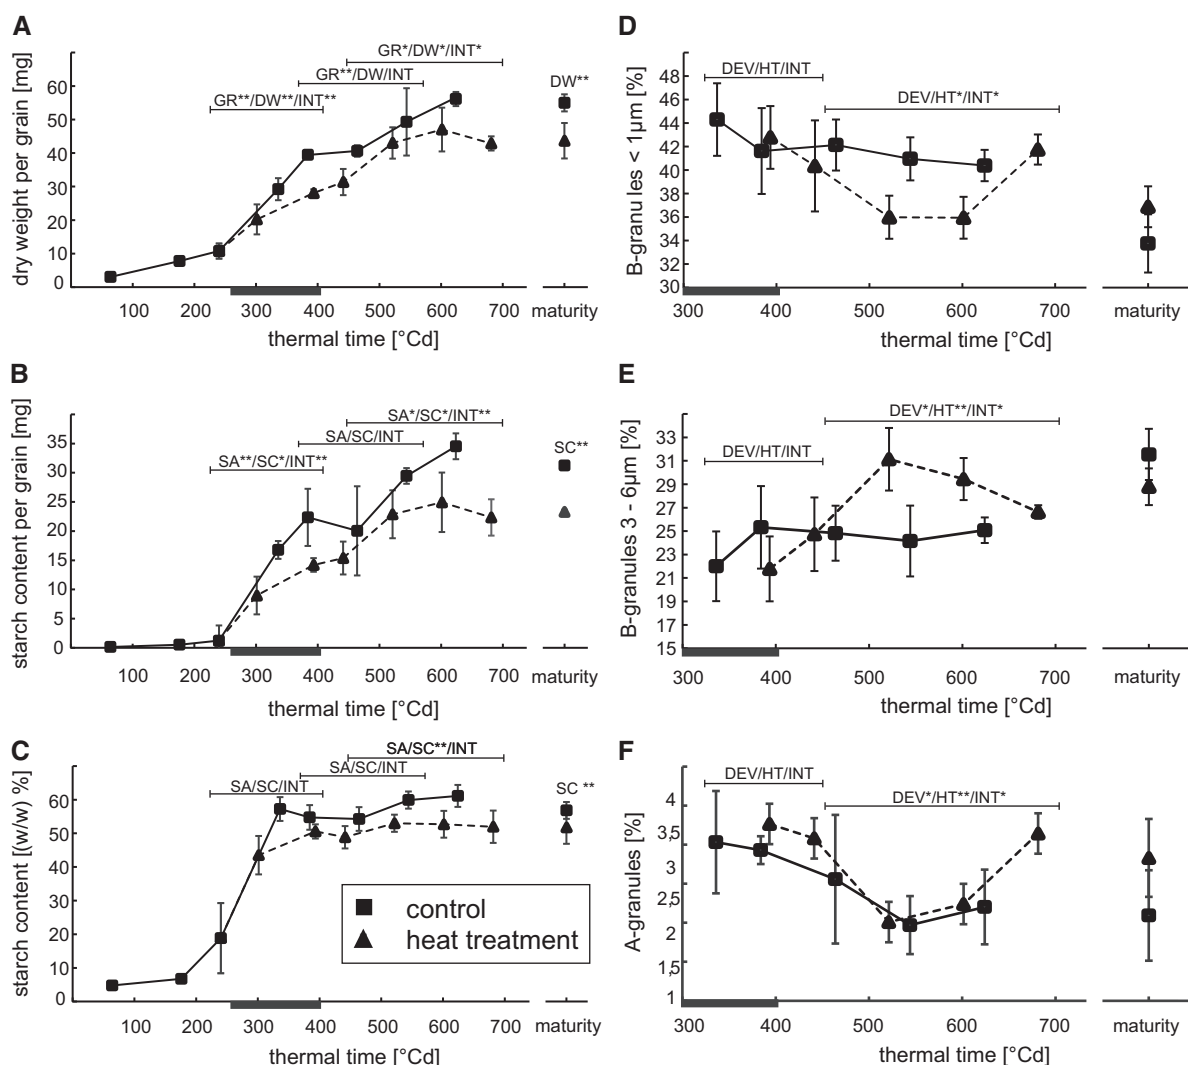 A
dry weight per grain [mg]
GR*/DW*/INT*
GR**/DW/INT
GR**/DW**/INT**
DW**
60
50
40
30
20
10
0
100 200 300 400 500 600 700 maturity
thermal time [°Cd]
B
starch content per grain [mg]
SA*/SC*/INT**
SA/SC/INT
SA**/SC*/INT**
SC**
35
30
25
20
15
10
5
0
100 200 300 400 500 600 700 maturity
thermal time [°Cd]
C
starch content [(w/w) %]
SA/SC**/INT
SA/SC/INT
SA/SC/INT
SC **
60
50
40
30
20
10
0
control
heat treatment
100 200 300 400 500 600 700 maturity
thermal time [°Cd]
D
B-granules < 1µm [%]
DEV/HT/INT
DEV/HT*/INT*
48
46
44
42
40
38
36
34
32
30
300 400 500 600 700 maturity
thermal time [°Cd]
E
B-granules 3 - 6µm [%]
DEV*/HT**/INT*
DEV/HT/INT
33
31
29
27
25
23
21
19
17
15
300 400 500 600 700 maturity
thermal time [°Cd]
F
A-granules [%]
DEV/HT/INT
DEV*/HT**/INT*
4
3,5
3
2,5
2
1,5
1
300 400 500 600 700 maturity
thermal time [°Cd]